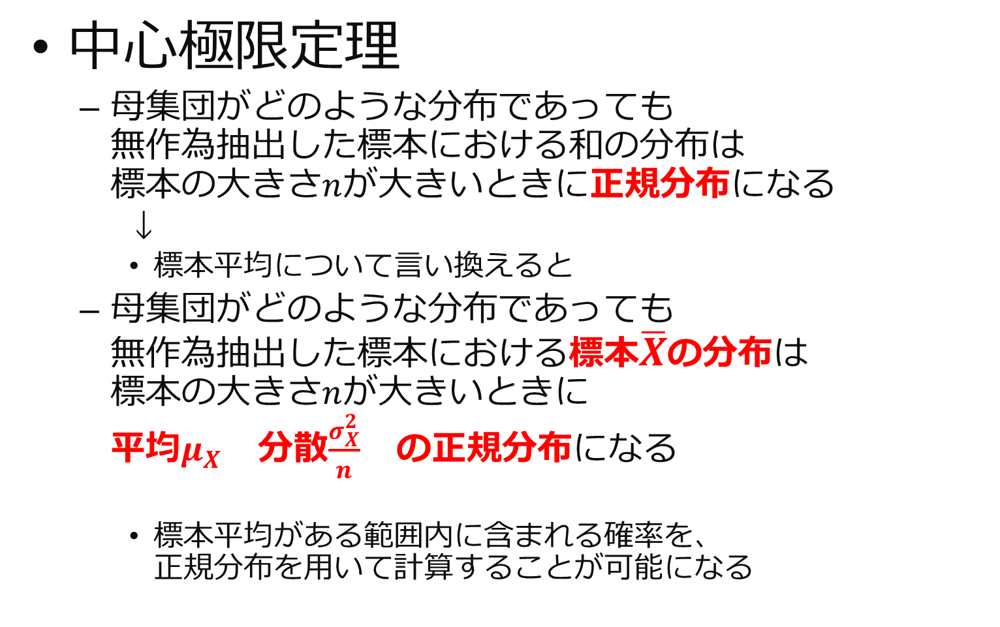 • 中心極限定理
– 母集団がどのような分布であっても
無作為抽出した標本における和の分布は
標本の大きさnが大きいときに正規分布になる
↓
• 標本平均について言い換えると
– 母集団がどのような分布であっても
無作為抽出した標本における標本X̅の分布は
標本の大きさnが大きいときに
平均μ_X 分散σ_X^2/n の正規分布になる
• 標本平均がある範囲内に含まれる確率を、
正規分布を用いて計算することが可能になる